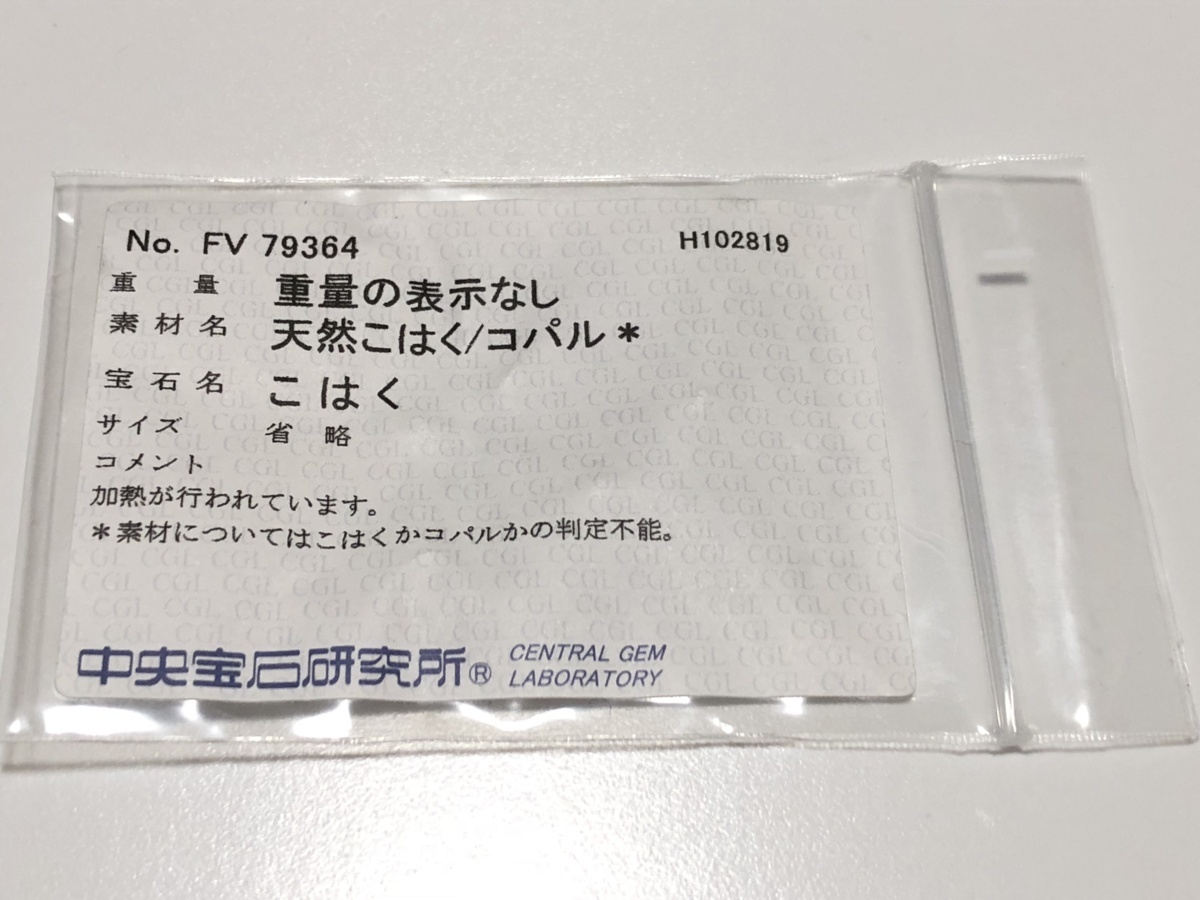 No. FV 79364 H102819
重量 重量の表示なし
素材名 天然こはく/コパル＊
宝石名 こはく
サイズ 省略
コメント
加熱が行われています。
＊素材についてはこはくかコパルかの判定不能。
中央宝石研究所® CENTRAL GEM
LABORATORY